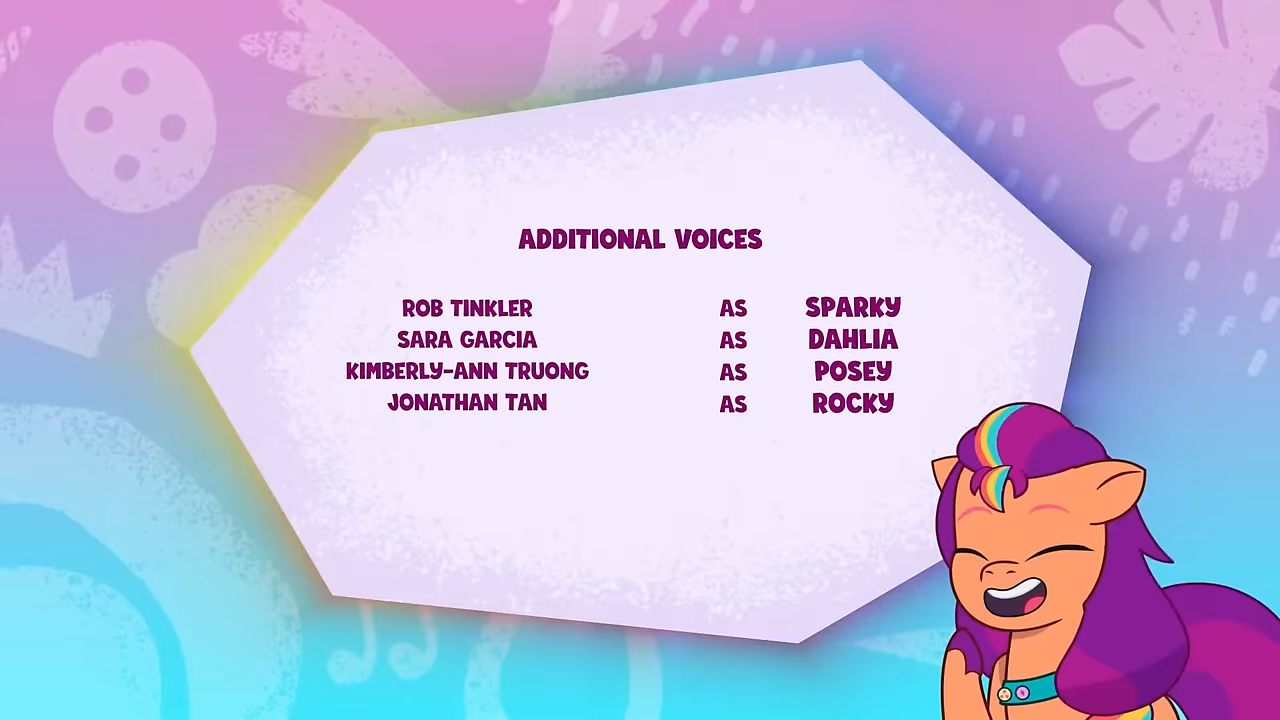 ADDITIONAL VOICES
ROB TINKLER AS SPARKY
SARA GARCIA AS DAHLIA
KIMBERLY-ANN TRUONG AS POSEY
JONATHAN TAN AS ROCKY